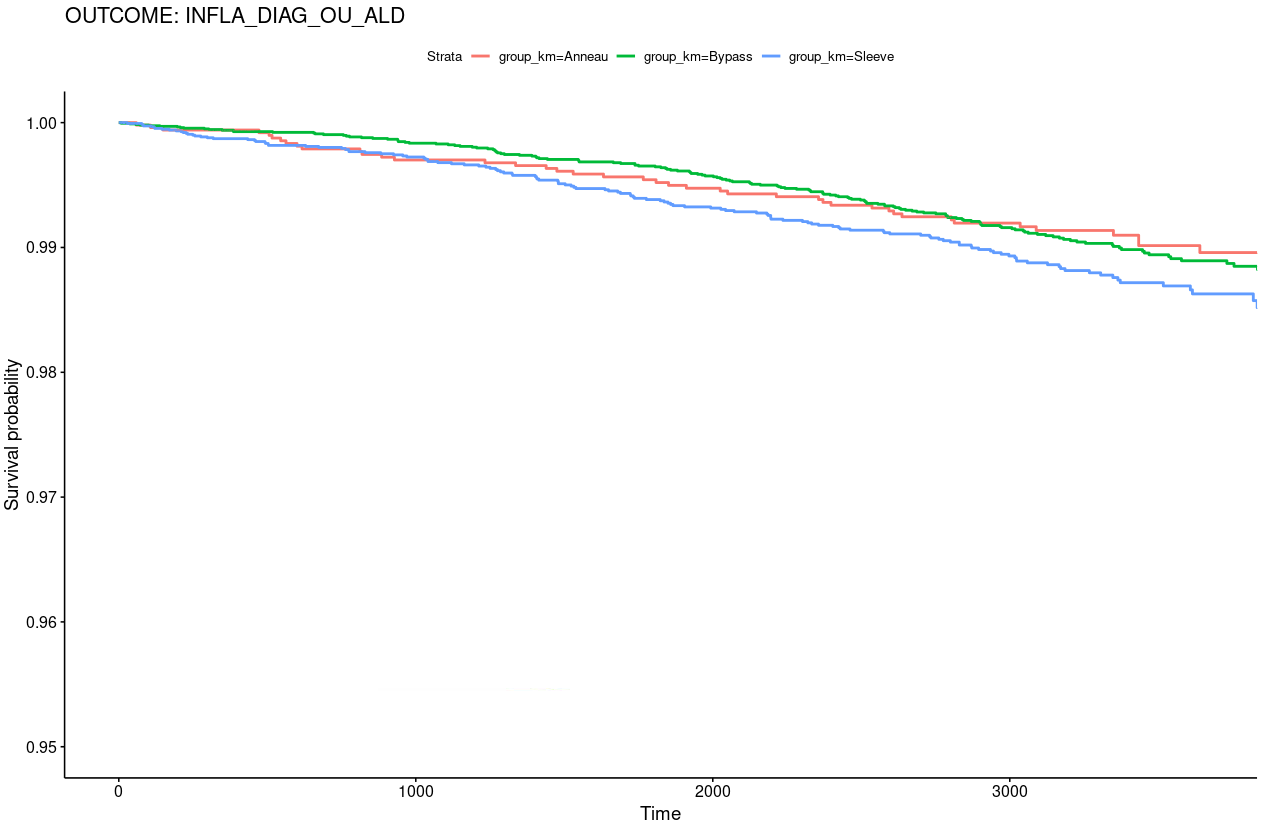 OUTCOME: INFLA_DIAG_OU_ALD
Strata group_km=Anneau group_km=Bypass group_km=Sleeve
1.00
0.99
0.98
0.97
0.96
0.95
Survival probability
0 1000 2000 3000
Time